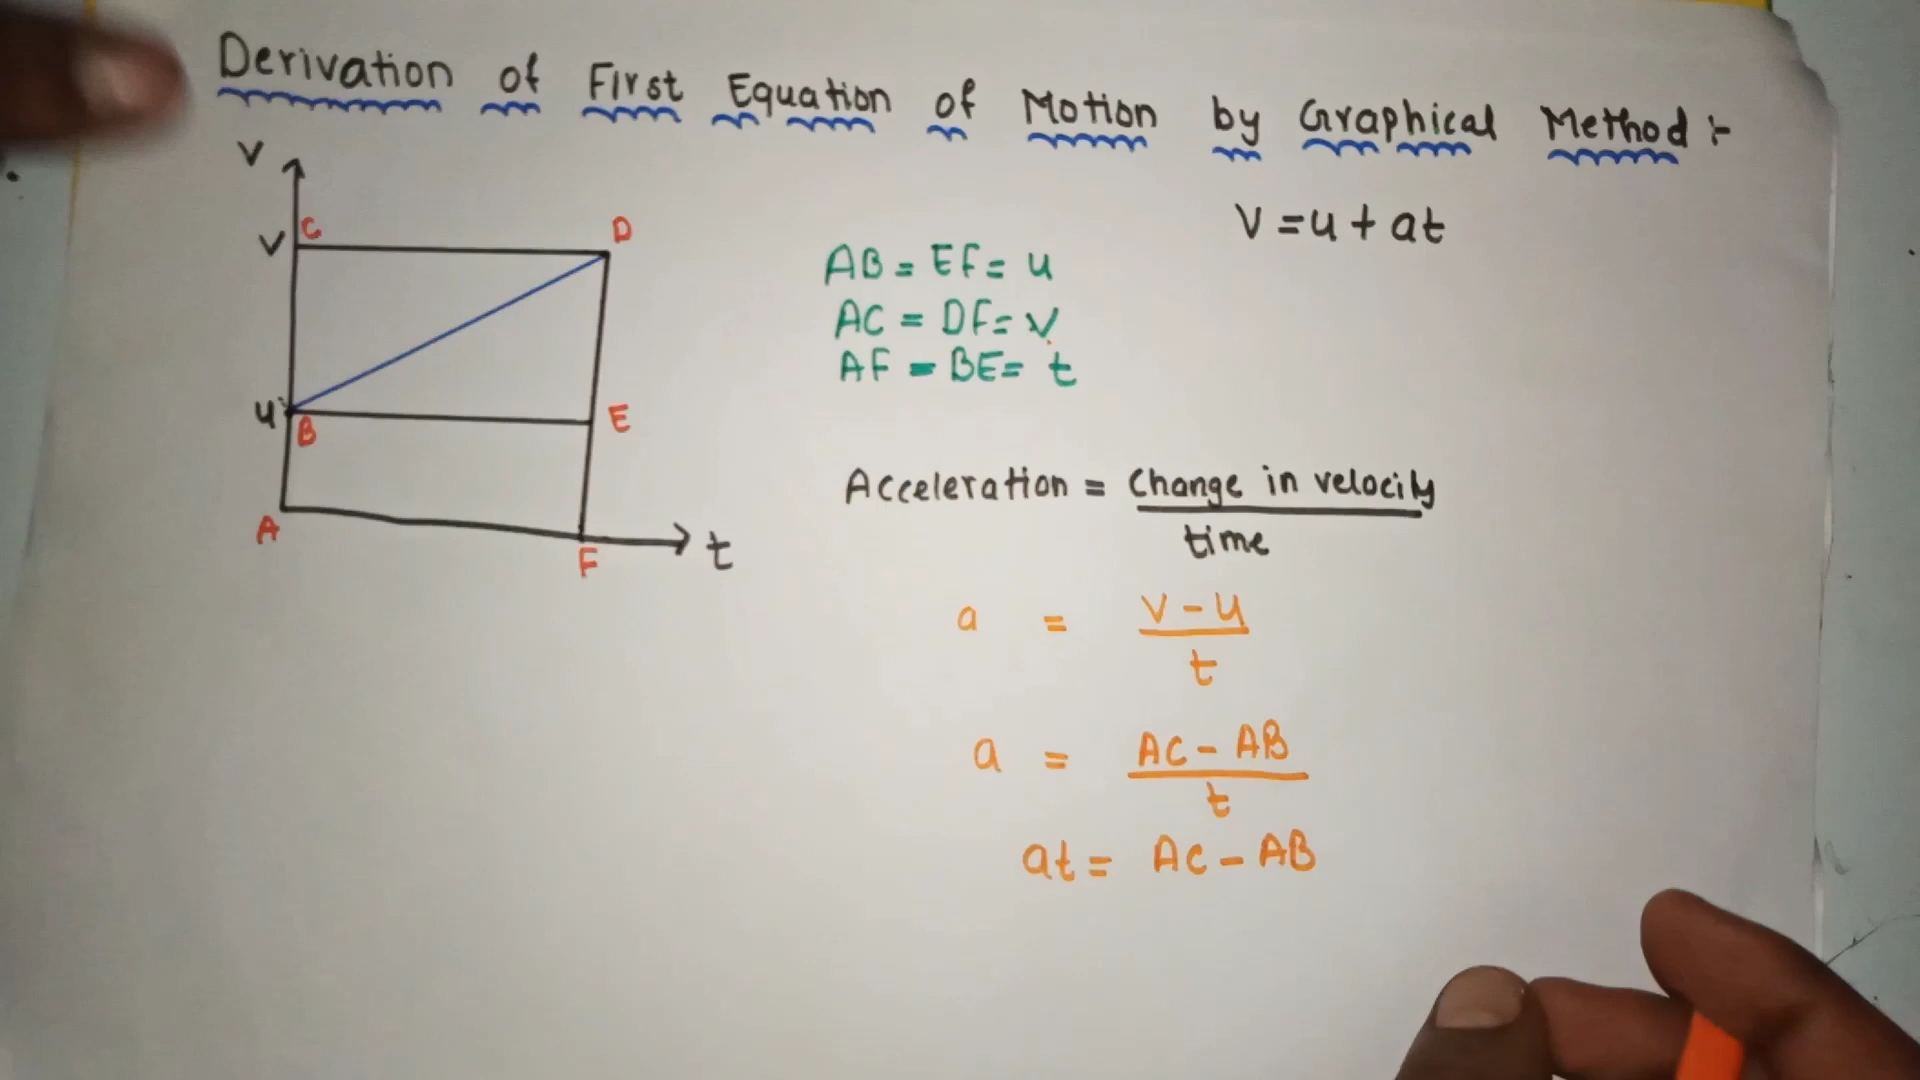 Derivation of First Equation of Motion by Graphical Method :-
V
V C D
u B E
A F t
V = u + at
AB = EF = u
AC = DF = V
AF = BE = t
Acceleration = Change in velocity
time
a = V - u
t
a = AC - AB
t
at = AC - AB